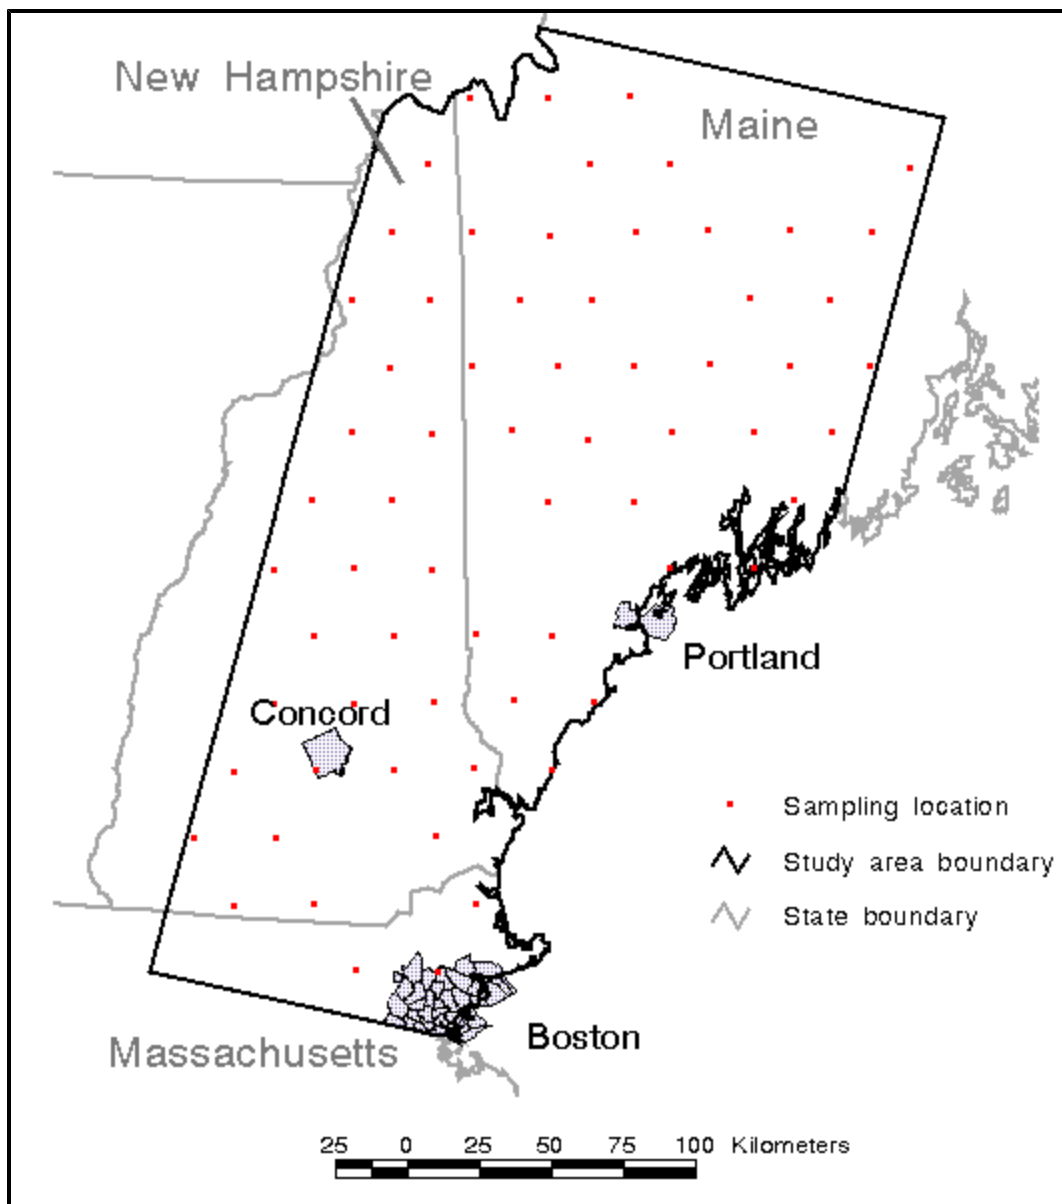 New Hampshire
Maine
Portland
Concord
Sampling location
Study area boundary
State boundary
Boston
Massachusetts
25 0 25 50 75 100 Kilometers